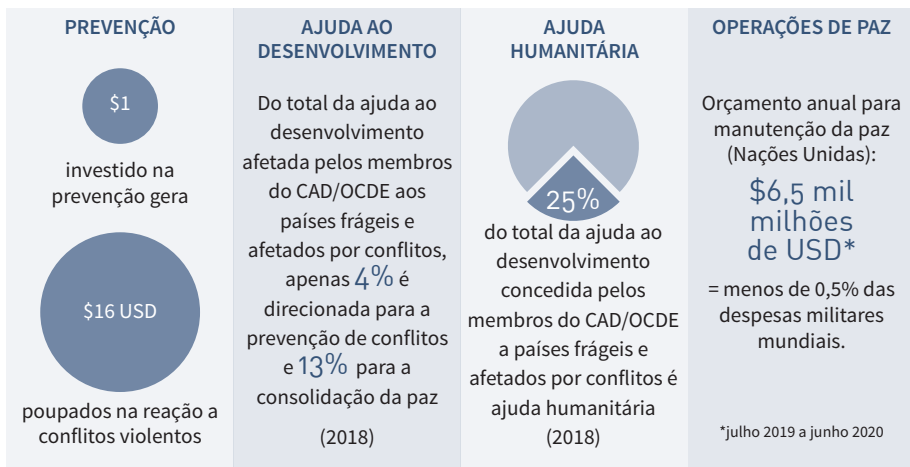 PREVENÇÃO
$1
investido na
prevenção gera
$16 USD
poupados na reação a
conflitos violentos
AJUDA AO
DESENVOLVIMENTO
Do total da ajuda ao
desenvolvimento
afetada pelos membros
do CAD/OCDE aos
países frágeis e
afetados por conflitos,
apenas 4% é
direcionada para a
prevenção de conflitos
e 13% para a
consolidação da paz
(2018)
AJUDA
HUMANITÁRIA
25%
do total da ajuda ao
desenvolvimento
concedida pelos
membros do CAD/OCDE
a países frágeis e
afetados por conflitos é
ajuda humanitária
(2018)
OPERAÇÕES DE PAZ
Orçamento anual para
manutenção da paz
(Nações Unidas):
$6,5 mil
milhões
de USD*
= menos de 0,5% das
despesas militares
mundiais.
*julho 2019 a junho 2020